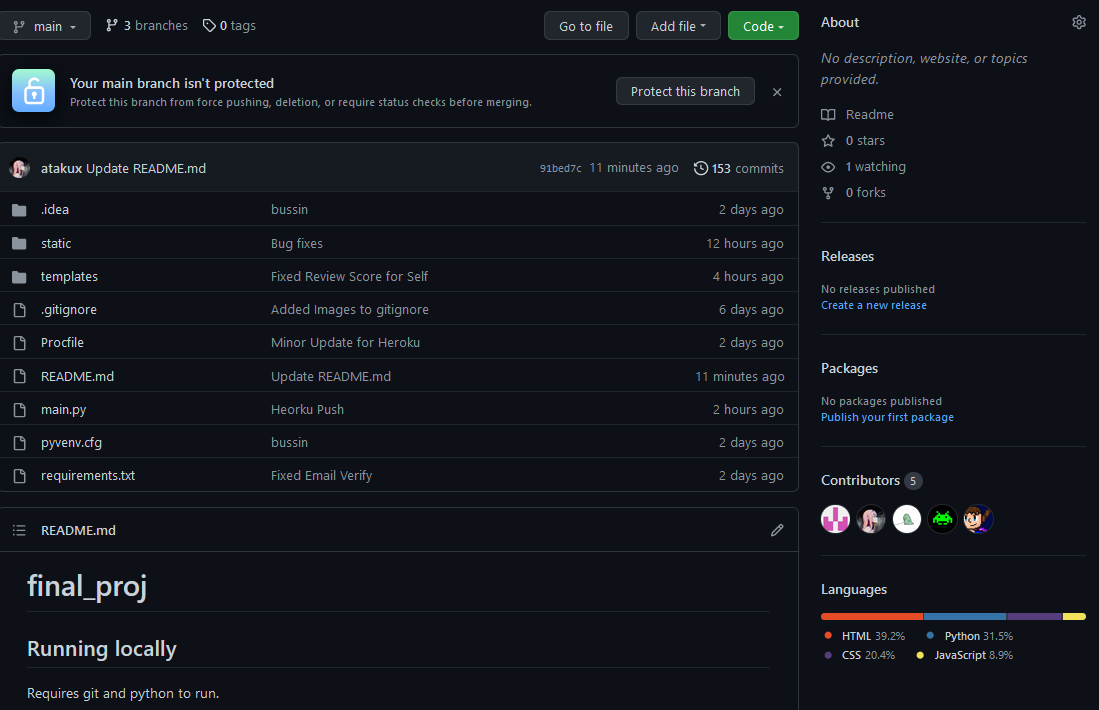 main
3 branches
0 tags
Go to file
Add file
Code
Your main branch isn't protected
Protect this branch from force pushing, deletion, or require status checks before merging.
Protect this branch
atakux Update README.md
91bed7c 11 minutes ago
153 commits
.idea bussin 2 days ago
static Bug fixes 12 hours ago
templates Fixed Review Score for Self 4 hours ago
.gitignore Added Images to gitignore 6 days ago
Procfile Minor Update for Heroku 2 days ago
README.md Update README.md 11 minutes ago
main.py Heorku Push 2 hours ago
pyvenv.cfg bussin 2 days ago
requirements.txt Fixed Email Verify 2 days ago
README.md
final_proj
Running locally
Requires git and python to run.
About
No description, website, or topics
provided.
Readme
0 stars
1 watching
0 forks
Releases
No releases published
Create a new release
Packages
No packages published
Publish your first package
Contributors 5
Languages
HTML 39.2% Python 31.5%
CSS 20.4% JavaScript 8.9%